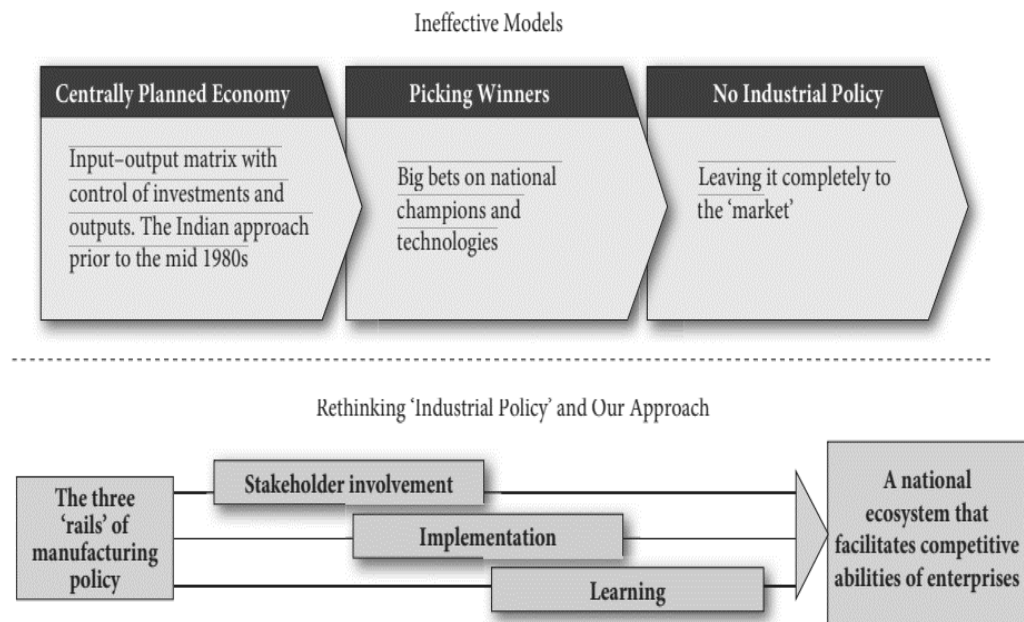 Ineffective Models
Centrally Planned Economy
Input–output matrix with
control of investments and
outputs. The Indian approach
prior to the mid 1980s
Picking Winners
Big bets on national
champions and
technologies
No Industrial Policy
Leaving it completely to
the ‘market’
Rethinking ‘Industrial Policy’ and Our Approach
The three
‘rails’ of
manufacturing
policy
Stakeholder involvement
Implementation
Learning
A national
ecosystem that
facilitates competitive
abilities of enterprises